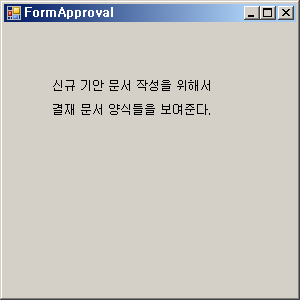 FormApproval
신규 기안 문서 작성을 위해서
결재 문서 양식들을 보여준다.